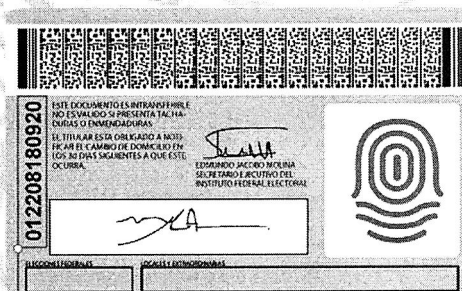 012208180920
ESTE DOCUMENTO ES INTRANSFERIBLE
NO ES VALIDO SI PRESENTA TACHA-
DURAS O ENMENDADURAS
EL TITULAR ESTA OBLIGADO A NOTI-
FICAR EL CAMBIO DE DOMICILIO EN
LOS 30 DIAS SIGUIENTES A QUE ESTE
OCURRA.
EDMUNDO JACOBO MOLINA
SECRETARIO EJECUTIVO DEL
INSTITUTO FEDERAL ELECTORAL
ELECCIONES FEDERALES
LOCALES Y EXTRAORDINARIAS